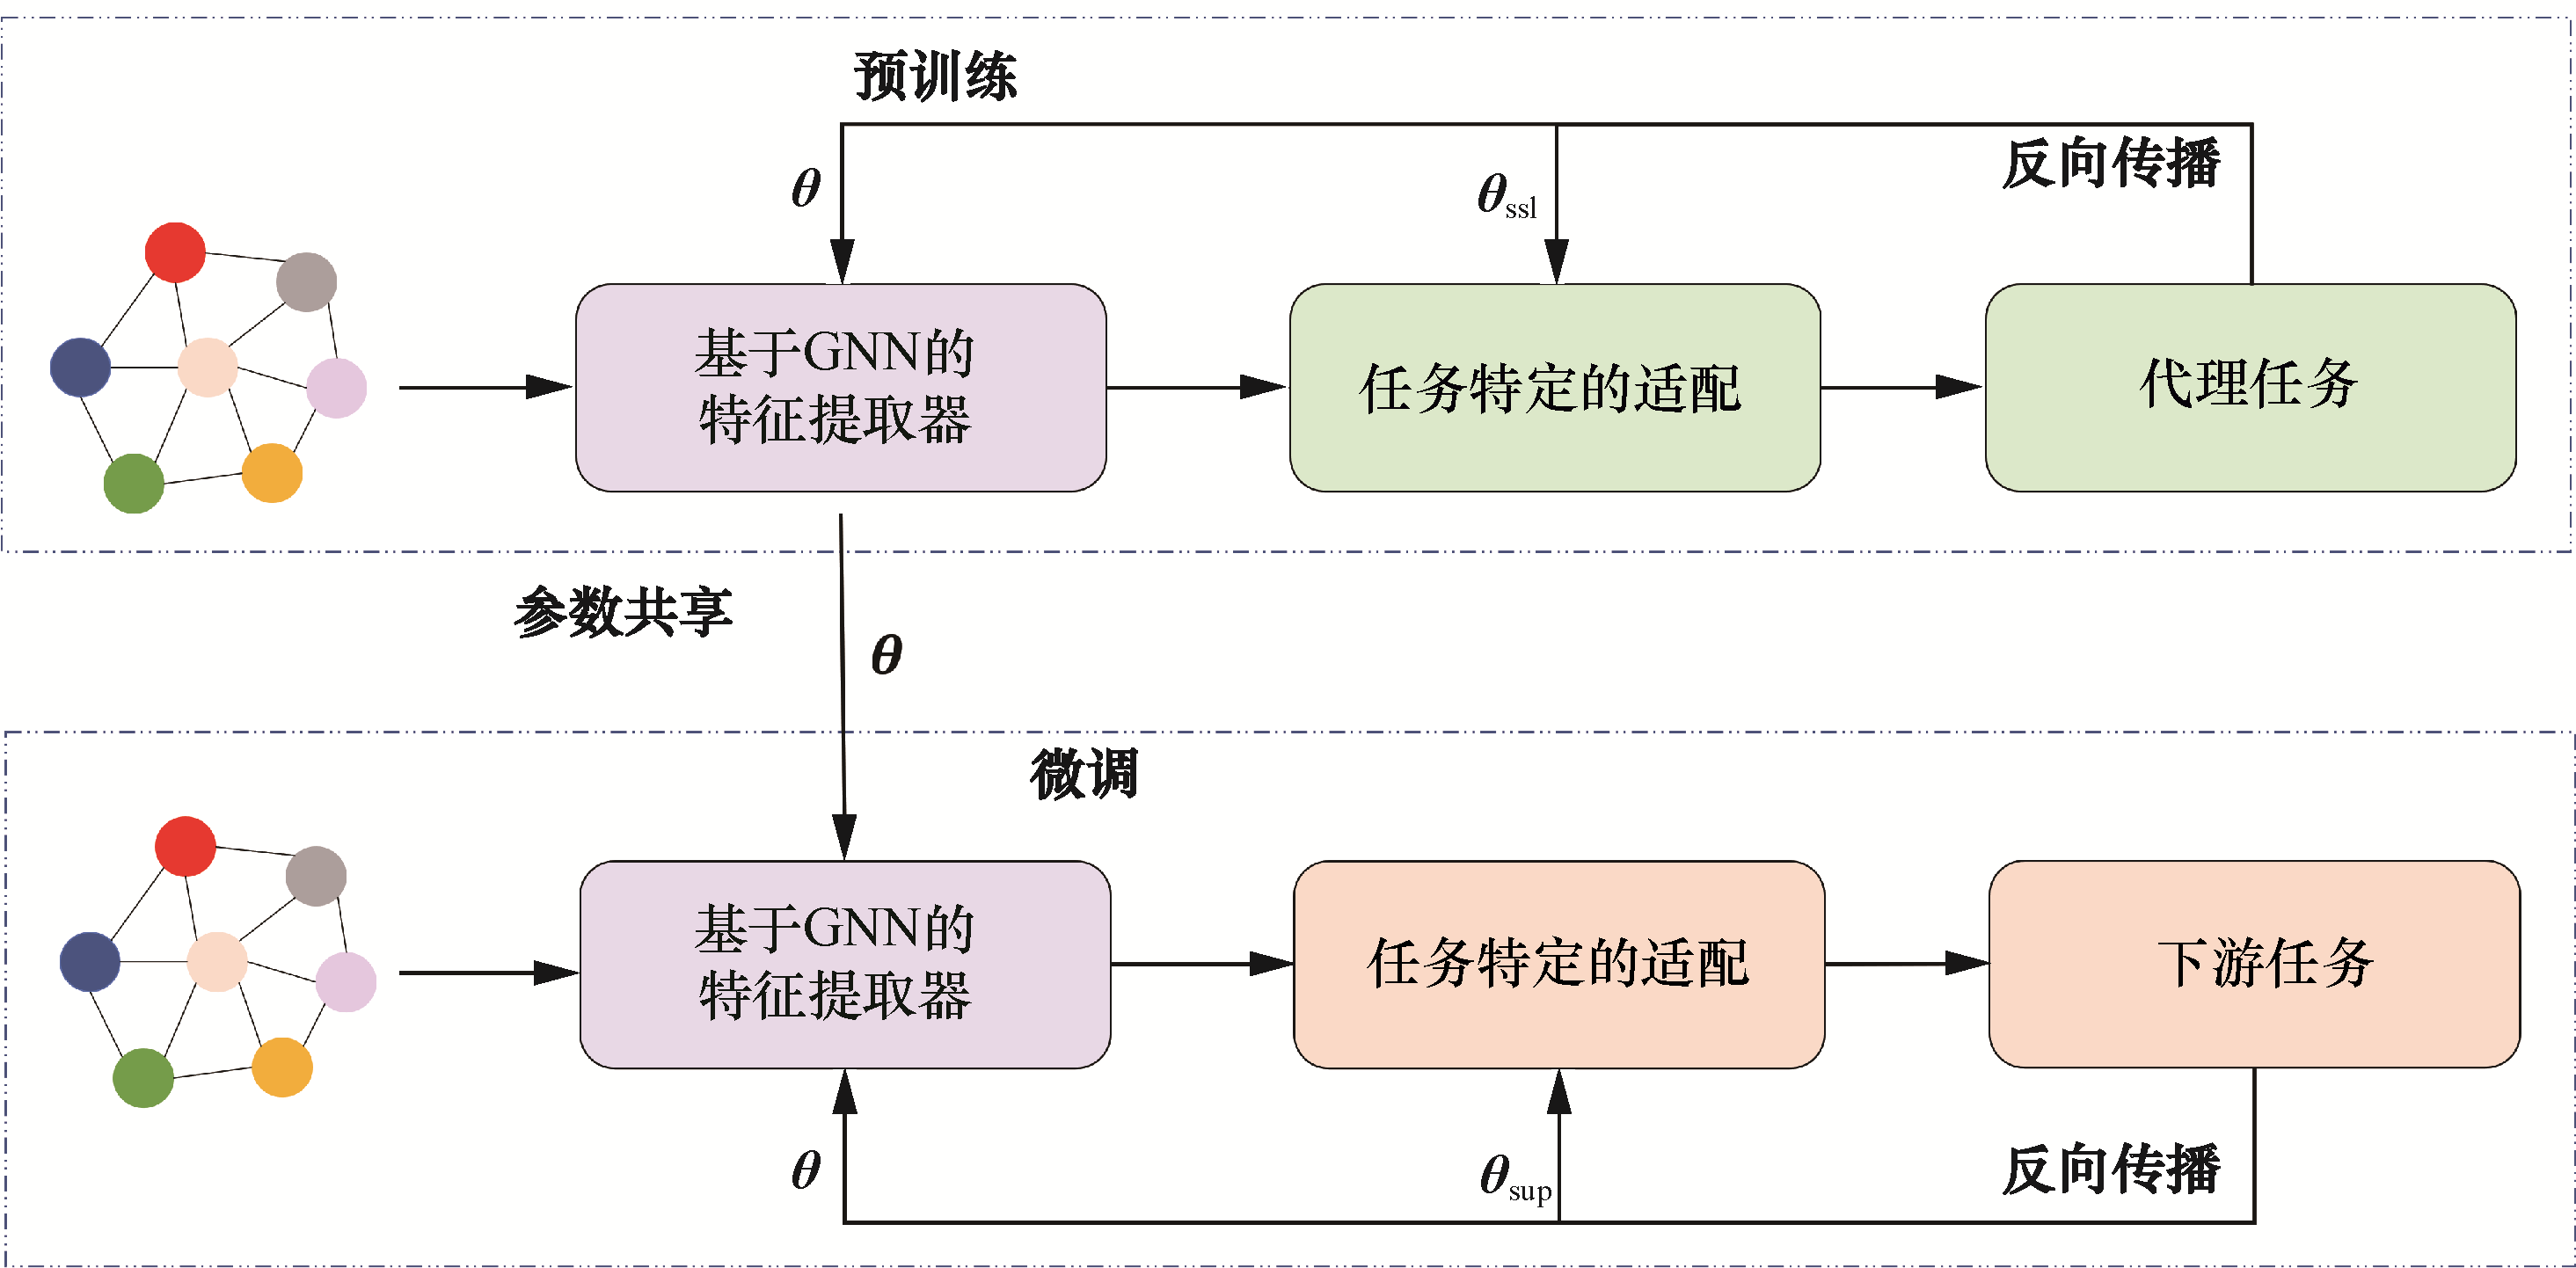 预训练
反向传播
θ
θssl
基于GNN的
特征提取器
任务特定的适配
代理任务
参数共享
θ
微调
基于GNN的
特征提取器
任务特定的适配
下游任务
θ
θsup
反向传播